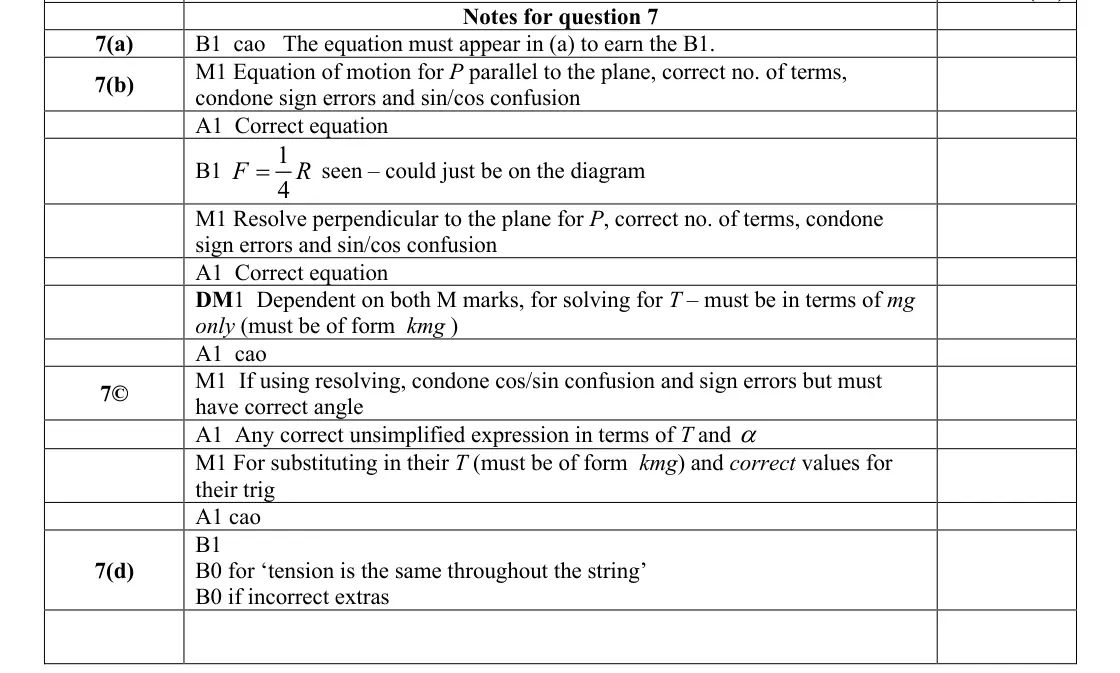 Notes for question 7
7(a) B1 cao The equation must appear in (a) to earn the B1.
7(b) M1 Equation of motion for P parallel to the plane, correct no. of terms,
condone sign errors and sin/cos confusion
A1 Correct equation
B1 F = 1/4 R seen – could just be on the diagram
M1 Resolve perpendicular to the plane for P, correct no. of terms, condone
sign errors and sin/cos confusion
A1 Correct equation
DM1 Dependent on both M marks, for solving for T – must be in terms of mg
only (must be of form kmg )
A1 cao
7© M1 If using resolving, condone cos/sin confusion and sign errors but must
have correct angle
A1 Any correct unsimplified expression in terms of T and α
M1 For substituting in their T (must be of form kmg) and correct values for
their trig
A1 cao
7(d) B1
B0 for ‘tension is the same throughout the string’
B0 if incorrect extras